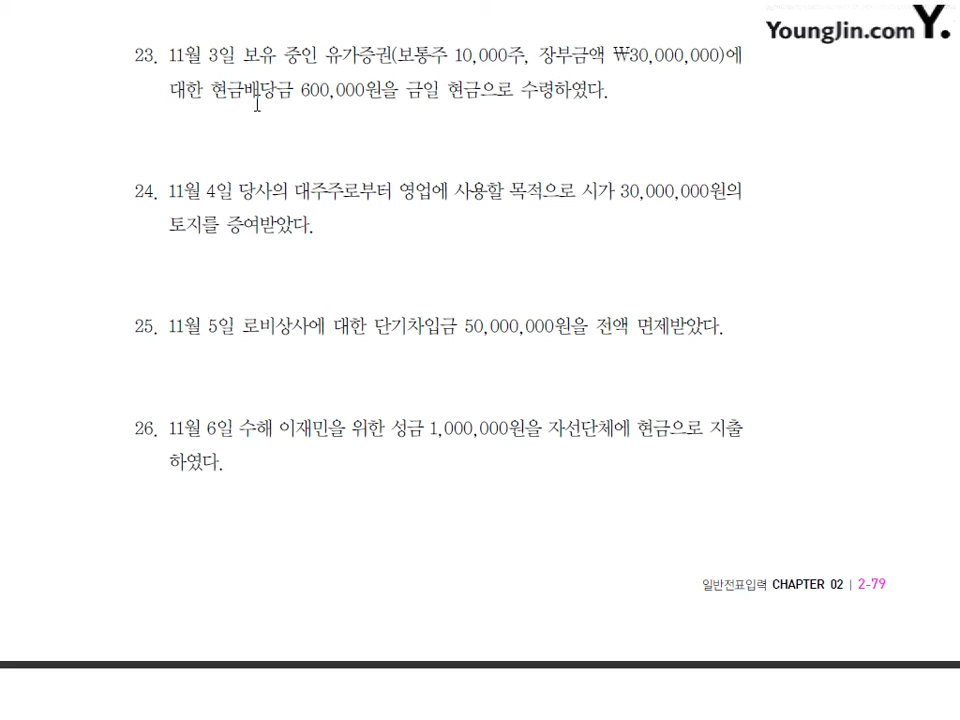 YoungJin.com Y.
23. 11월 3일 보유 중인 유가증권(보통주 10,000주, 장부금액 ₩30,000,000)에
대한 현금배당금 600,000원을 금일 현금으로 수령하였다.
24. 11월 4일 당사의 대주주로부터 영업에 사용할 목적으로 시가 30,000,000원의
토지를 증여받았다.
25. 11월 5일 로비상사에 대한 단기차입금 50,000,000원을 전액 면제받았다.
26. 11월 6일 수해 이재민을 위한 성금 1,000,000원을 자선단체에 현금으로 지출
하였다.
일반전표입력 CHAPTER 02 | 2-79